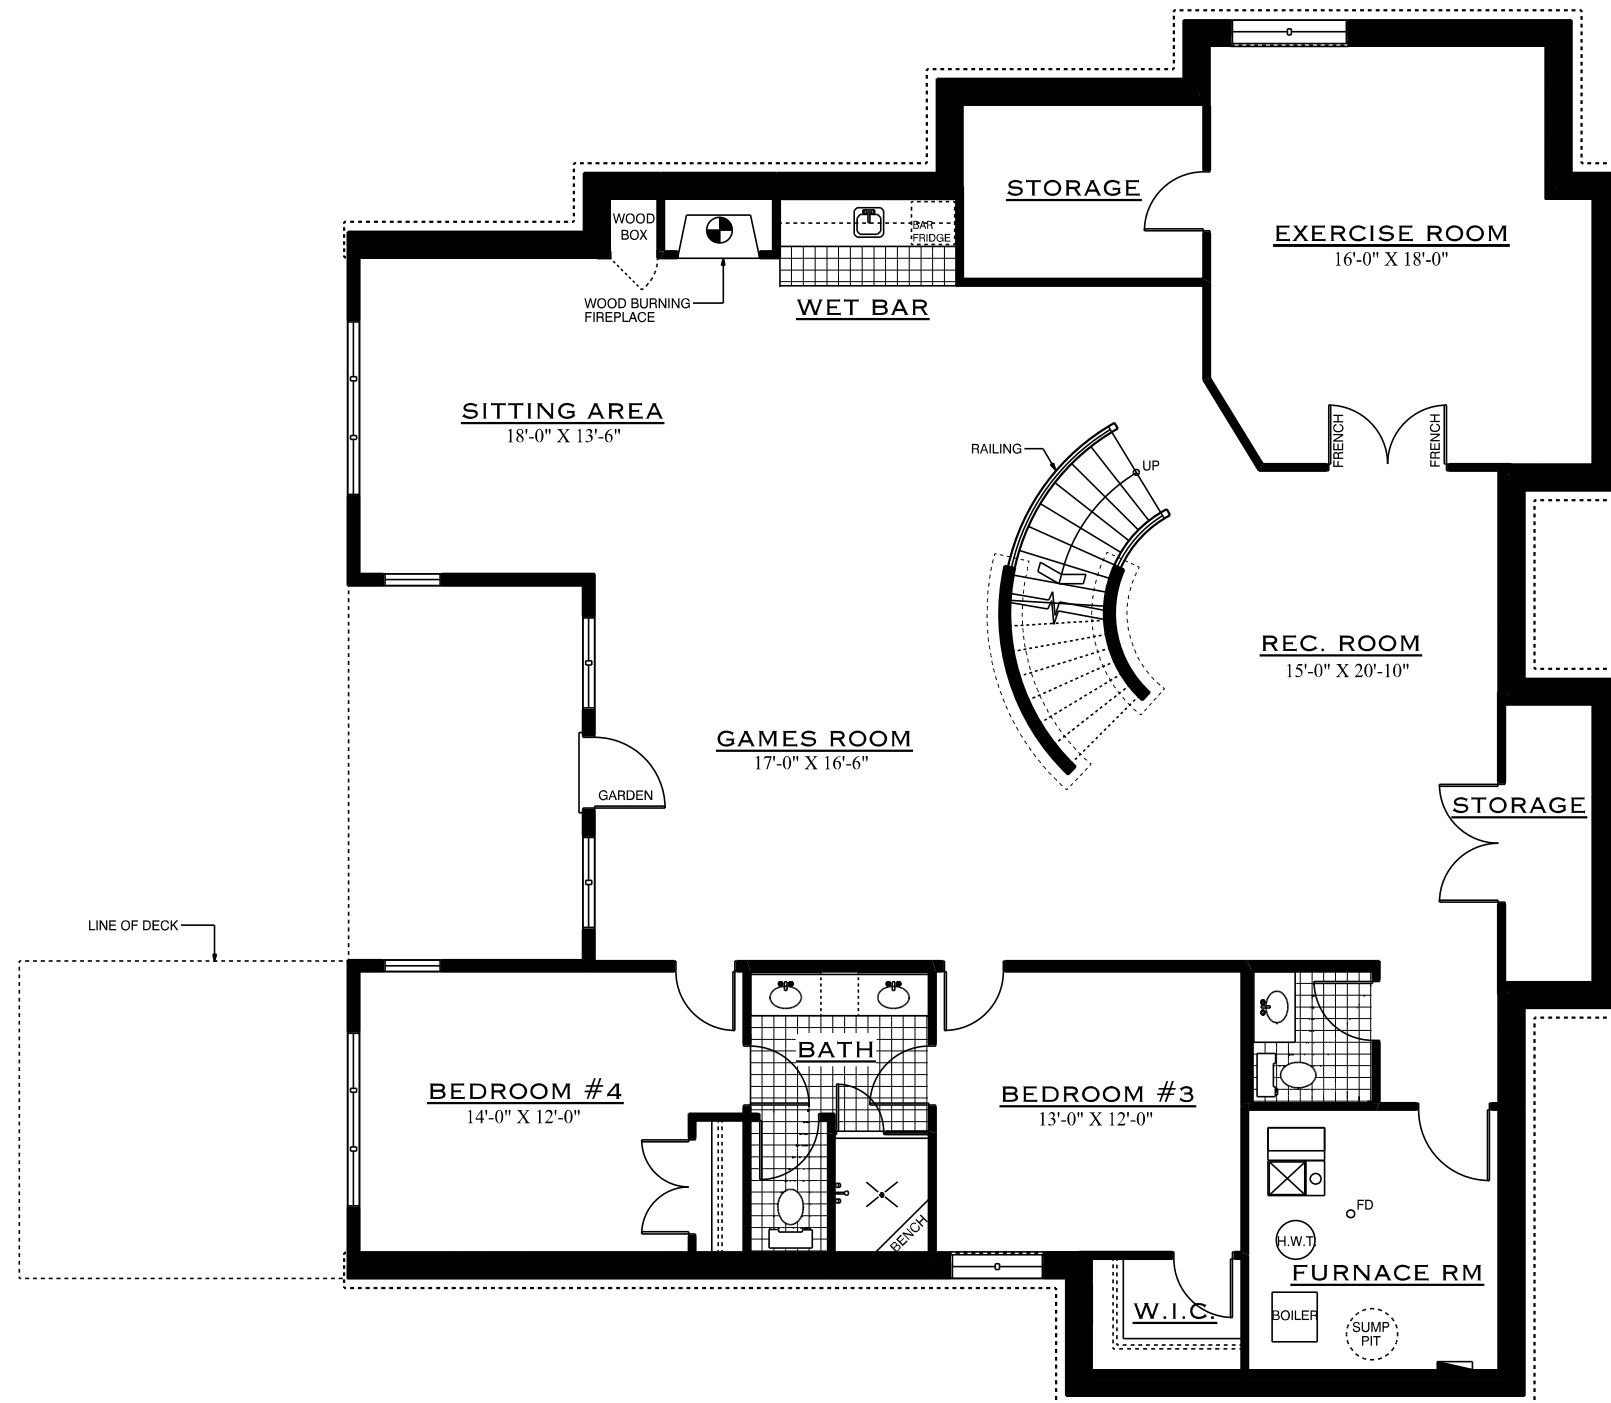 STORAGE
EXERCISE ROOM
16'-0" X 18'-0"
WOOD
BOX
BAR
FRIDGE
WOOD BURNING
FIREPLACE
WET BAR
SITTING AREA
18'-0" X 13'-6"
FRENCH
FRENCH
RAILING
UP
REC. ROOM
15'-0" X 20'-10"
GAMES ROOM
17'-0" X 16'-6"
GARDEN
STORAGE
LINE OF DECK
BATH
BEDROOM #4
14'-0" X 12'-0"
BEDROOM #3
13'-0" X 12'-0"
BENCH
FD
H.W.T.
FURNACE RM
W.I.C.
BOILER
SUMP
PIT